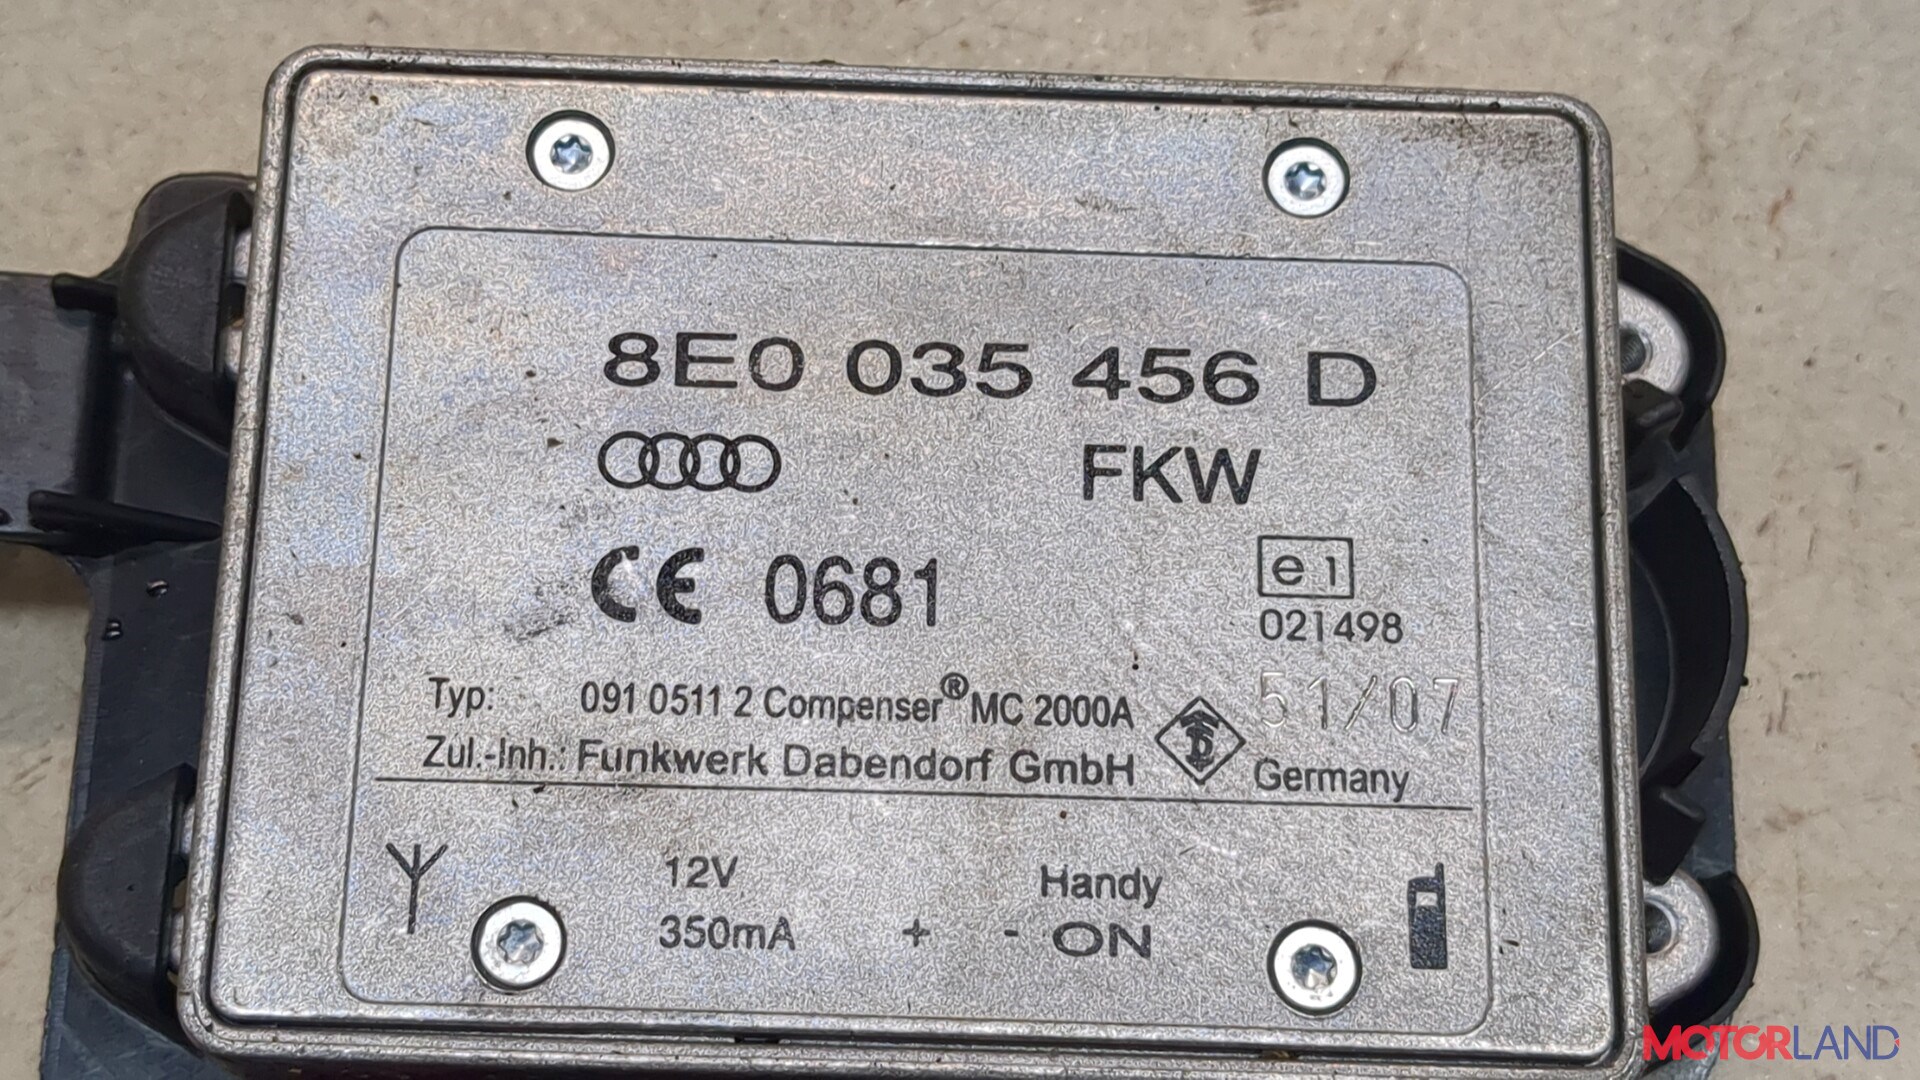 8E0 035 456 D
FKW
CE 0681
e 1
021498
51/07
Typ: 091 0511 2 Compenser® MC 2000A
Zul.-Inh.: Funkwerk Dabendorf GmbH
Germany
12V
350mA + -
Handy
ON
MOTORLAND